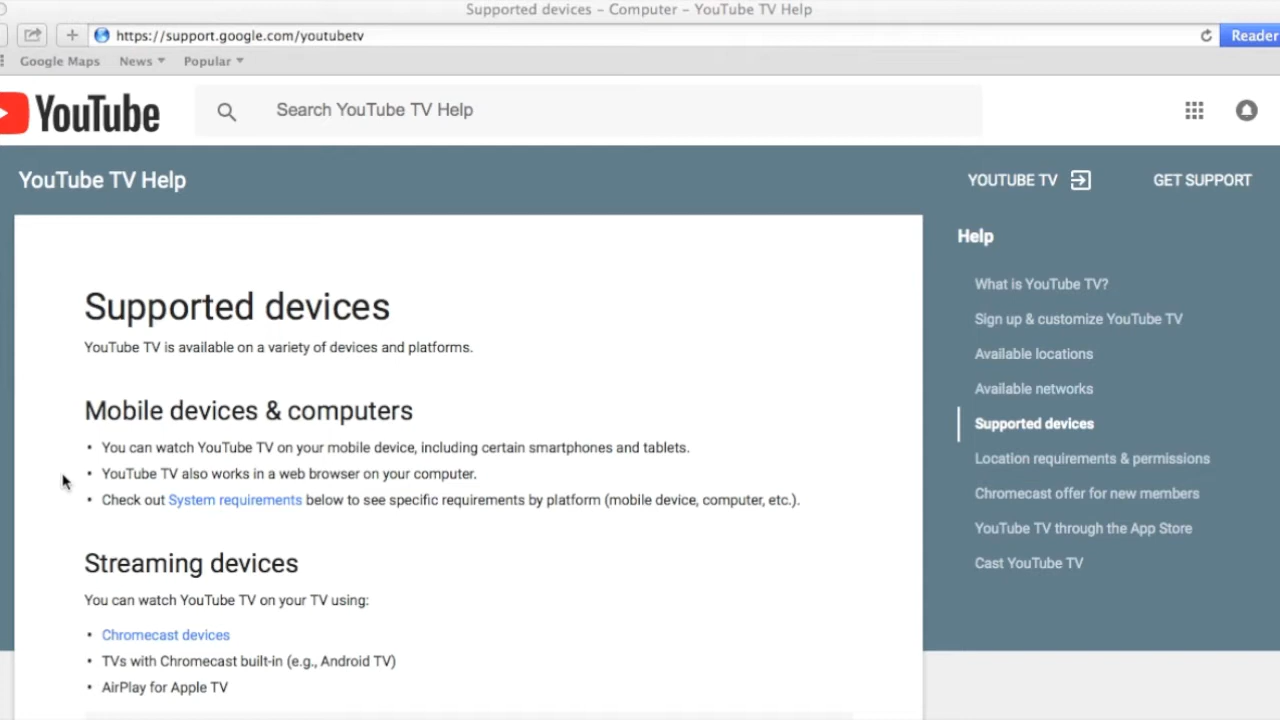 Supported devices – Computer – YouTube TV Help
https://support.google.com/youtubetv
Reader
Google Maps News Popular
YouTube
Search YouTube TV Help
YouTube TV Help
YOUTUBE TV
GET SUPPORT
Supported devices
YouTube TV is available on a variety of devices and platforms.
Mobile devices & computers
• You can watch YouTube TV on your mobile device, including certain smartphones and tablets.
• YouTube TV also works in a web browser on your computer.
• Check out System requirements below to see specific requirements by platform (mobile device, computer, etc.).
Streaming devices
You can watch YouTube TV on your TV using:
• Chromecast devices
• TVs with Chromecast built-in (e.g., Android TV)
• AirPlay for Apple TV
Help
What is YouTube TV?
Sign up & customize YouTube TV
Available locations
Available networks
Supported devices
Location requirements & permissions
Chromecast offer for new members
YouTube TV through the App Store
Cast YouTube TV